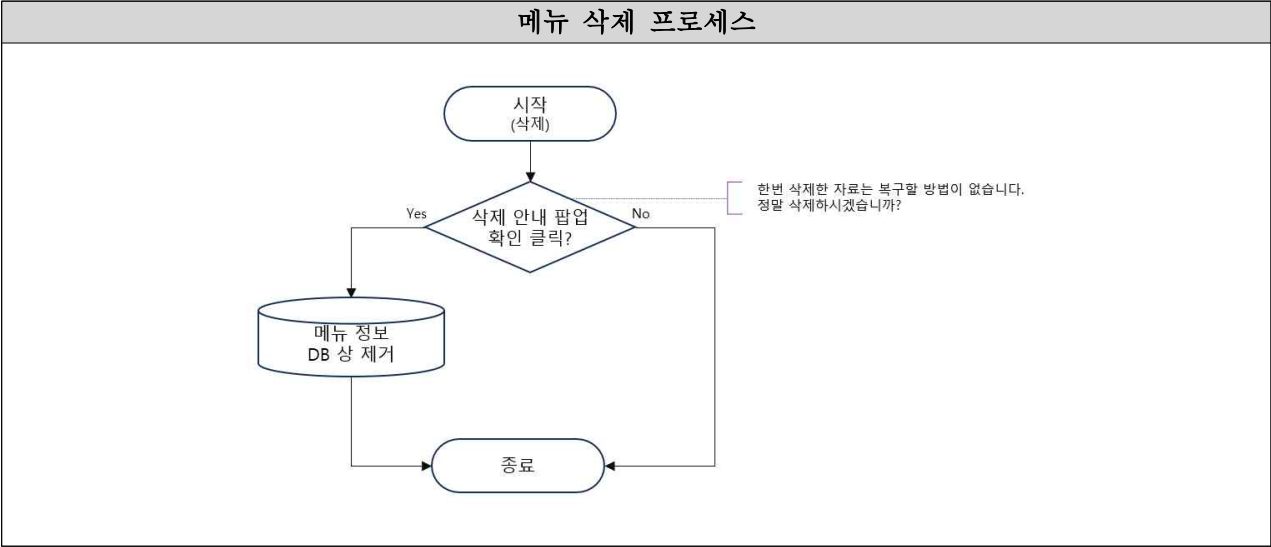 메뉴 삭제 프로세스
시작
(삭제)
한번 삭제한 자료는 복구할 방법이 없습니다.
정말 삭제하시겠습니까?
Yes
삭제 안내 팝업
확인 클릭?
No
메뉴 정보
DB 상 제거
종료